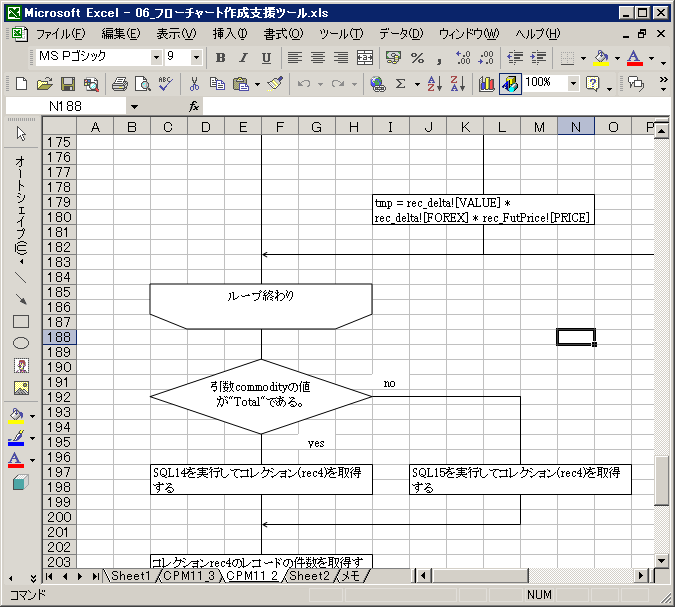 Microsoft Excel - 06_フローチャート作成支援ツール.xls
ファイル(F) 編集(E) 表示(V) 挿入(I) 書式(O) ツール(T) データ(D) ウィンドウ(W) ヘルプ(H)
MS Pゴシック 9 B I U % ,
ABC Σ 100% ?
N188 fx
A B C D E F G H I J K L M N O P
オートシェイプ(
175
176
177
178
179
180
181
182
183
184
185
186
187
188
189
190
191
192
193
194
195
196
197
198
199
200
201
202
203
tmp = rec_delta![VALUE] *
rec_delta![FOREX] * rec_FutPrice![PRICE]
ループ終わり
引数commodityの値
が"Total"である。
no
yes
SQL14を実行してコレクション(rec4)を取得
する
SQL15を実行してコレクション(rec4)を取得
する
コレクションrec4のレコードの件数を取得す
Sheet1 CPM11_3 CPM11_2 Sheet2 メモ
コマンド NUM